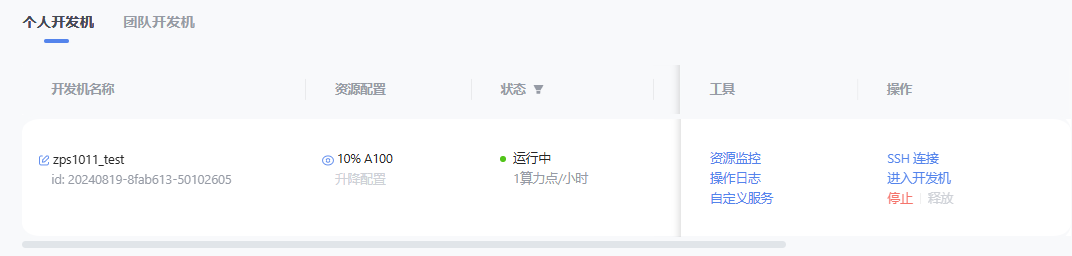 个人开发机 团队开发机
开发机名称 资源配置 状态 工具 操作
zps1011_test 10% A100 运行中 资源监控 SSH 连接
id: 20240819-8fab613-50102605 升降配置 1算力点/小时 操作日志 进入开发机
自定义服务 停止 释放